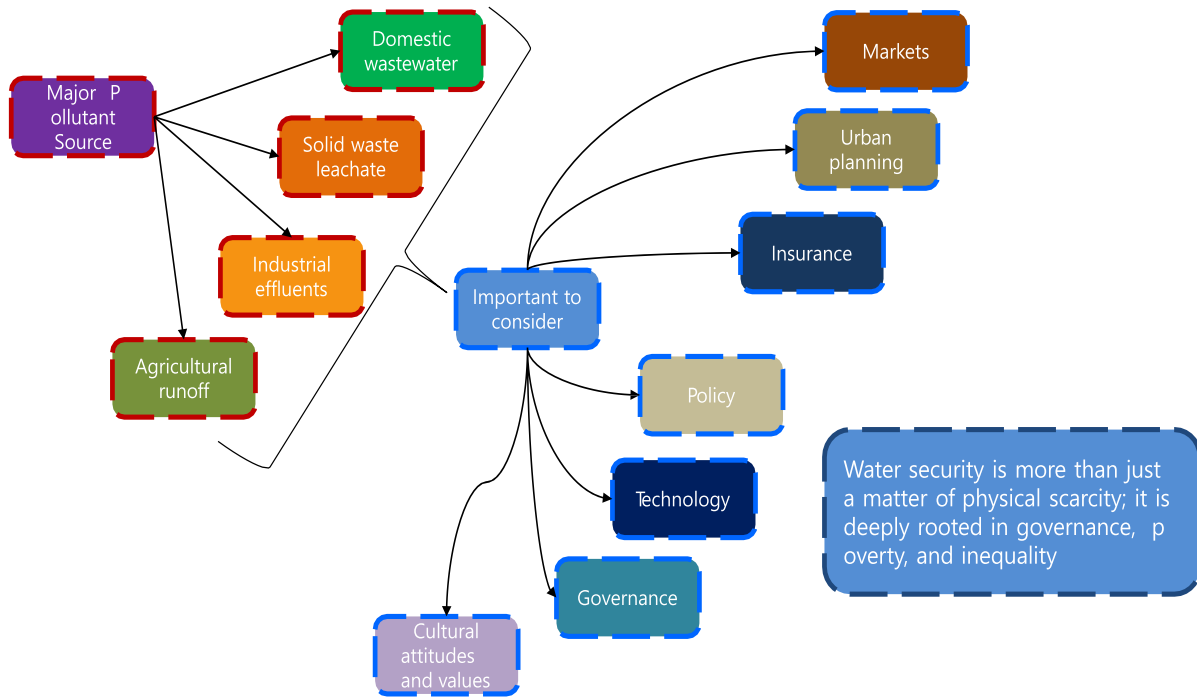 Major P
ollutant
Source
Domestic
wastewater
Solid waste
leachate
Industrial
effluents
Agricultural
runoff
Important to
consider
Markets
Urban
planning
Insurance
Policy
Technology
Governance
Cultural
attitudes
and values
Water security is more than just
a matter of physical scarcity; it is
deeply rooted in governance, p
overty, and inequality